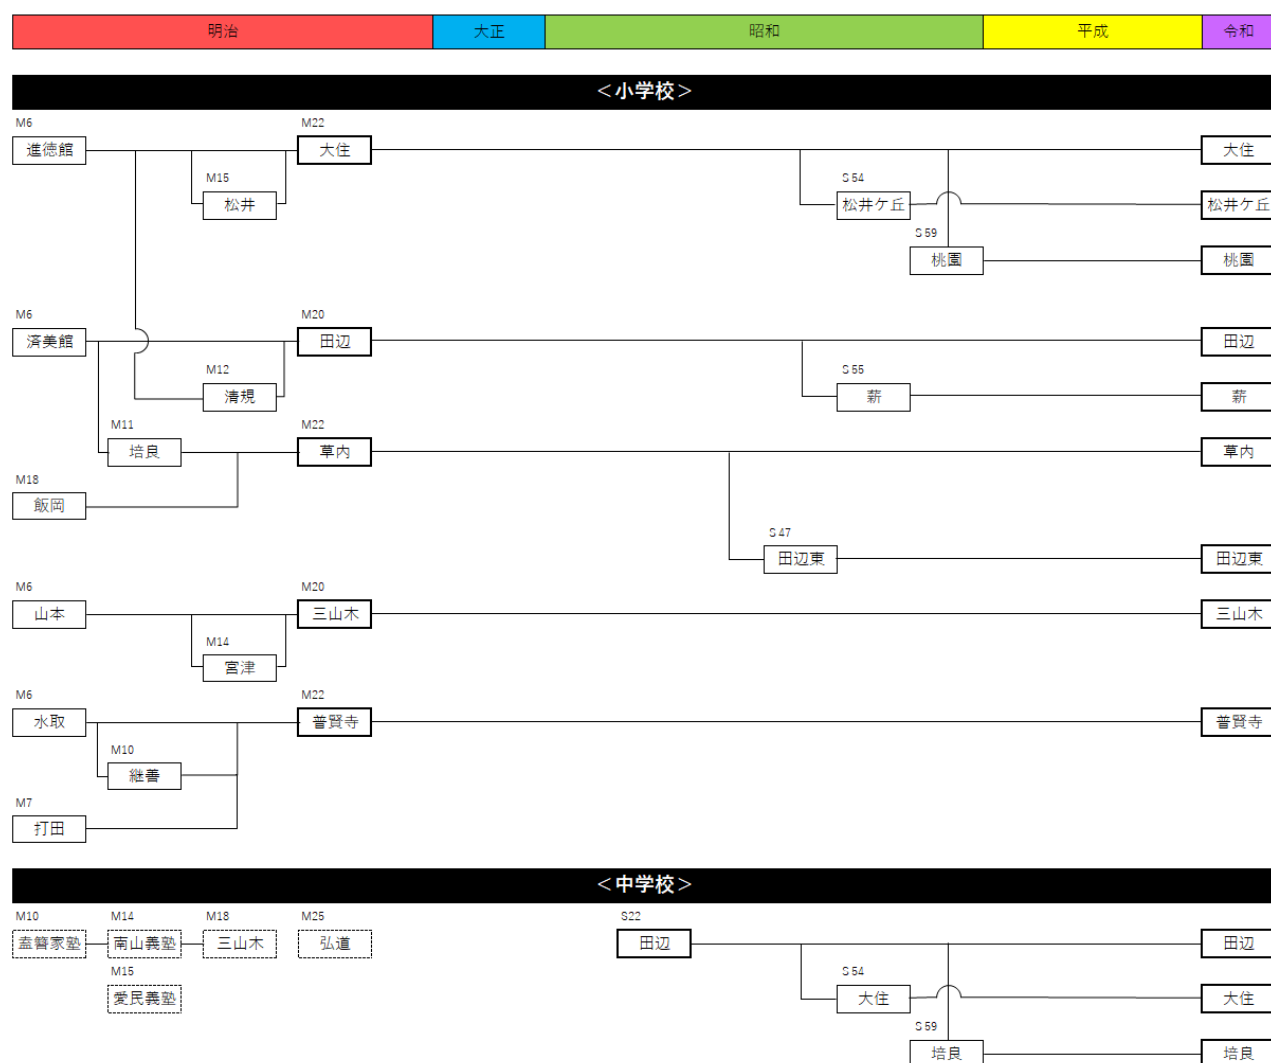 明治 大正 昭和 平成 令和
＜小学校＞
M6 M22
進徳館 大住 大住
M15 S54
松井 松井ケ丘 松井ケ丘
S59
桃園 桃園
M6 M20
済美館 田辺 田辺
M12 S55
清規 薪 薪
M11 M22
培良 草内 草内
M18
飯岡
S47
田辺東 田辺東
M6 M20
山本 三山木 三山木
M14
宮津
M6 M22
水取 普賢寺 普賢寺
M10
継善
M7
打田
＜中学校＞
M10 M14 M18 M25 S22
盍簪家塾 南山義塾 三山木 弘道 田辺 田辺
M15 S54
愛民義塾 大住 大住
S59
培良 培良